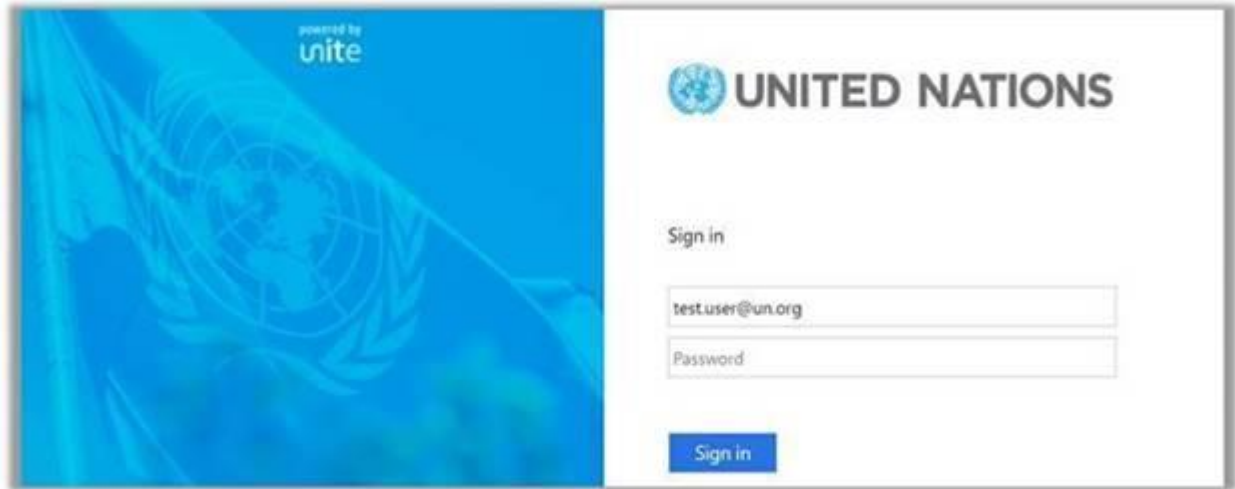 powered by
unite
UNITED NATIONS
Sign in
test.user@un.org
Password
Sign in